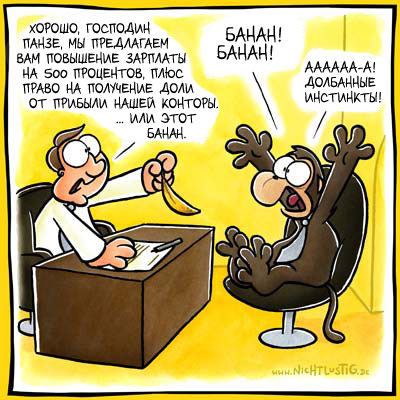 ХОРОШО, ГОСПОДИН
ПАНЗЕ, МЫ ПРЕДЛАГАЕМ
ВАМ ПОВЫШЕНИЕ ЗАРПЛАТЫ
НА 500 ПРОЦЕНТОВ, ПЛЮС
ПРАВО НА ПОЛУЧЕНИЕ ДОЛИ
ОТ ПРИБЫЛИ НАШЕЙ КОНТОРЫ.
... ИЛИ ЭТОТ
БАНАН.
БАНАН!
БАНАН!
АААААА-А!
ДОЛБАННЫЕ
ИНСТИНКТЫ!
WWW.NICHTLUSTIG.DE